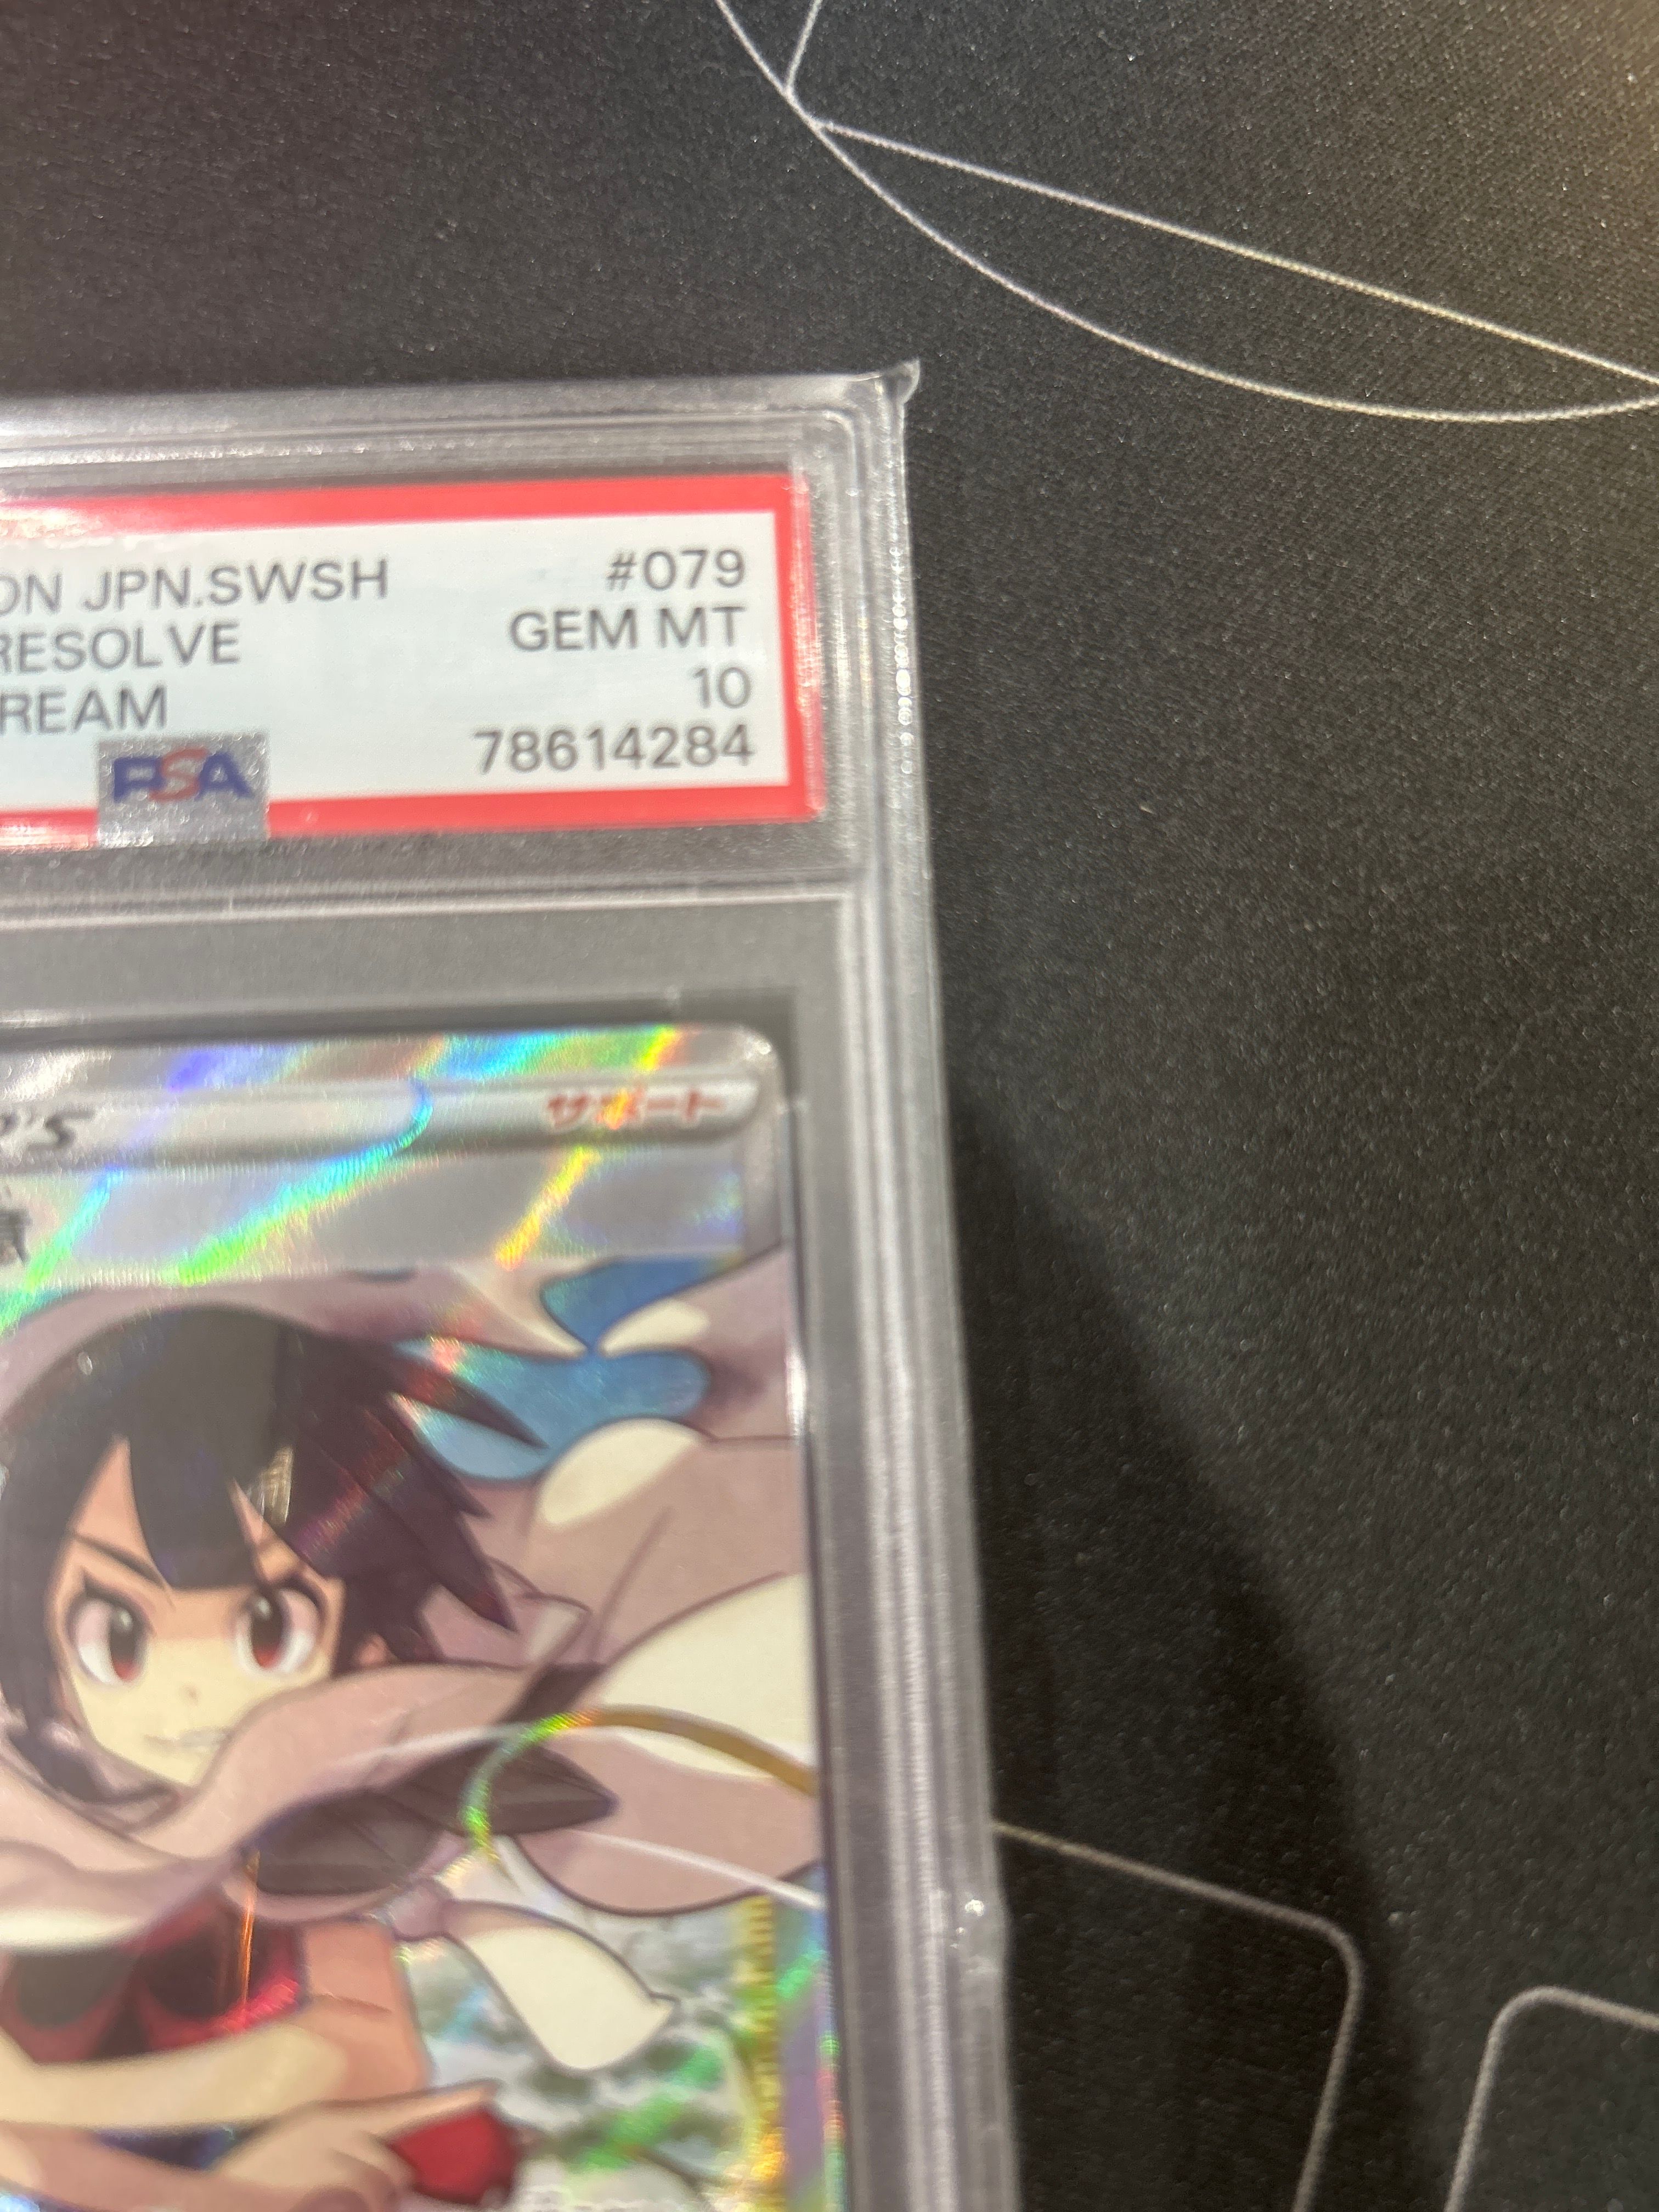 ON JPN.SWSH #079
RESOLVE GEM MT
REAM 10
PSA 78614284
サポート